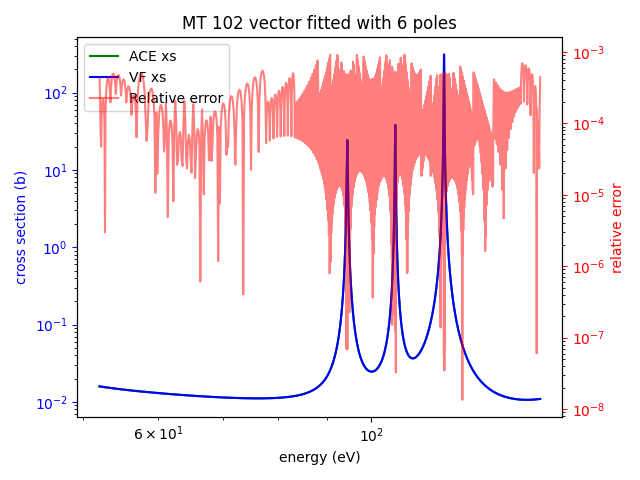 MT 102 vector fitted with 6 poles
ACE xs
VF xs
Relative error
cross section (b)
10²
10¹
10⁰
10⁻¹
10⁻²
10⁻³
10⁻⁴
10⁻⁵
10⁻⁶
10⁻⁷
10⁻⁸
relative error
6 × 10¹
10²
energy (eV)